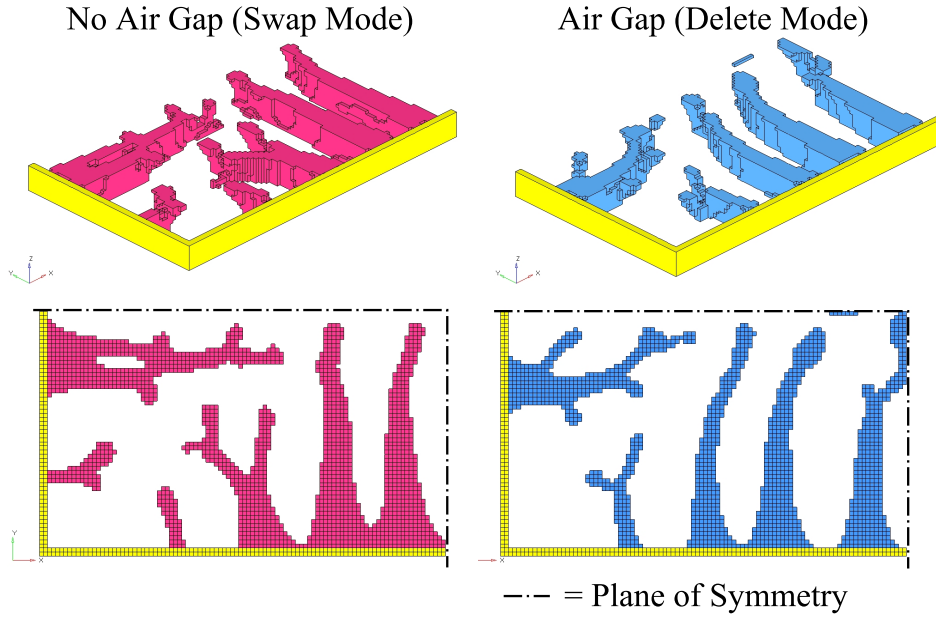 No Air Gap (Swap Mode)
Air Gap (Delete Mode)
Z
Y
X
Z
Y
X
Y
X
X
= Plane of Symmetry